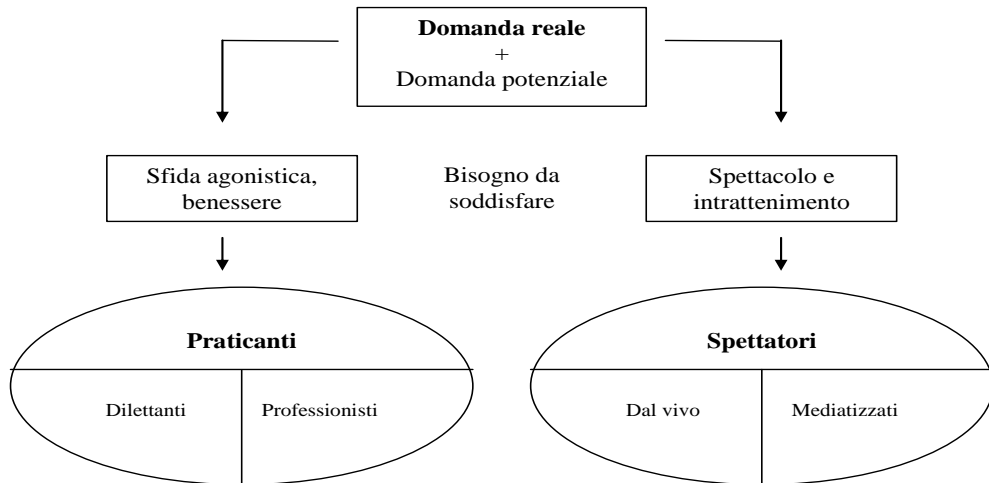 Domanda reale
+
Domanda potenziale
Sfida agonistica,
benessere
Bisogno da
soddisfare
Spettacolo e
intrattenimento
Praticanti
Spettatori
Dilettanti
Professionisti
Dal vivo
Mediatizzati